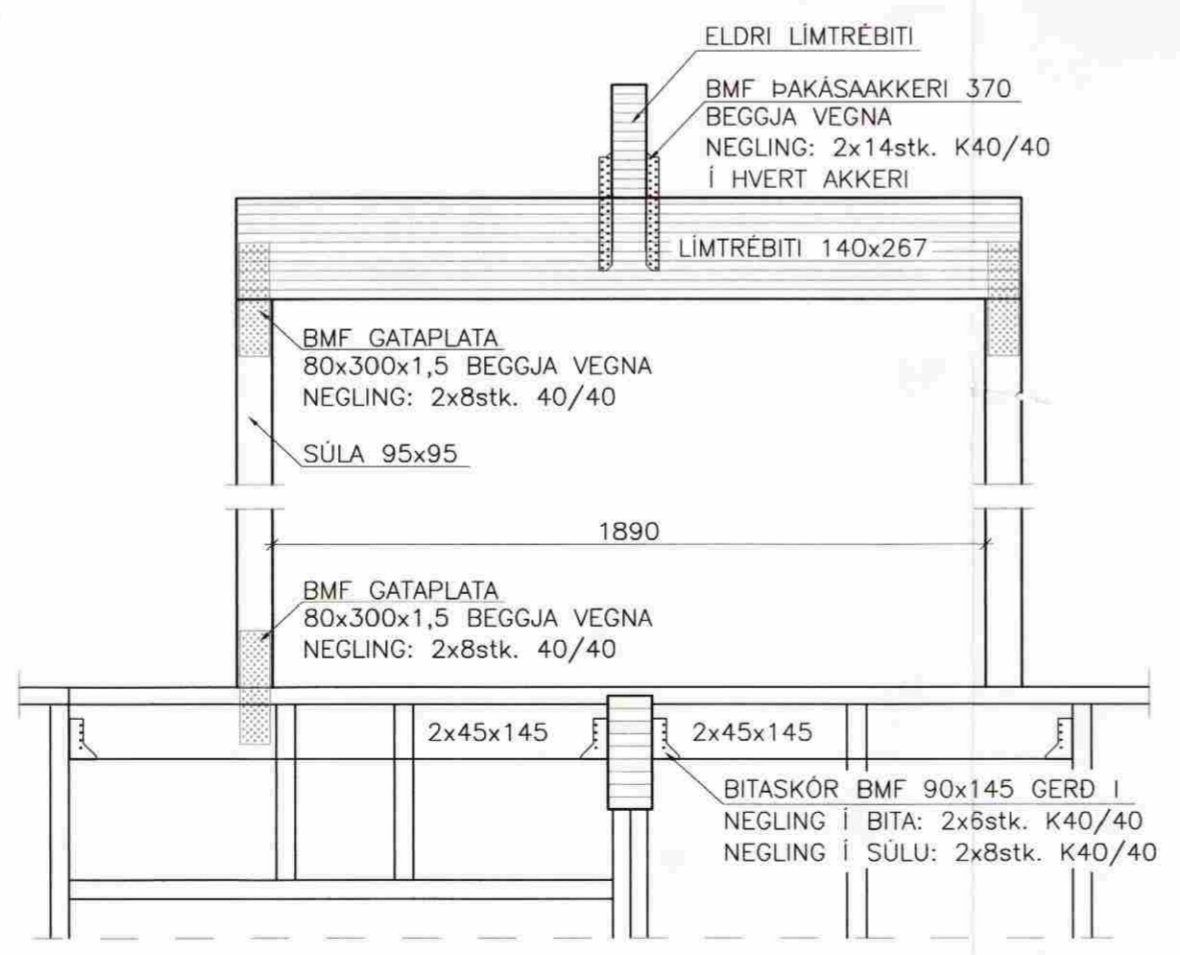 ELDRI LÍMTRÉBITI
BMF ÞAKÁSAAKKERI 370
BEGGJA VEGNA
NEGLING: 2x14stk. K40/40
Í HVERT AKKERI
LÍMTRÉBITI 140x267
BMF GATAPLATA
80x300x1,5 BEGGJA VEGNA
NEGLING: 2x8stk. 40/40
SÚLA 95x95
1890
BMF GATAPLATA
80x300x1,5 BEGGJA VEGNA
NEGLING: 2x8stk. 40/40
2x45x145
2x45x145
BITASKÓR BMF 90x145 GERÐ I
NEGLING Í BITA: 2x6stk. K40/40
NEGLING Í SÚLU: 2x8stk. K40/40